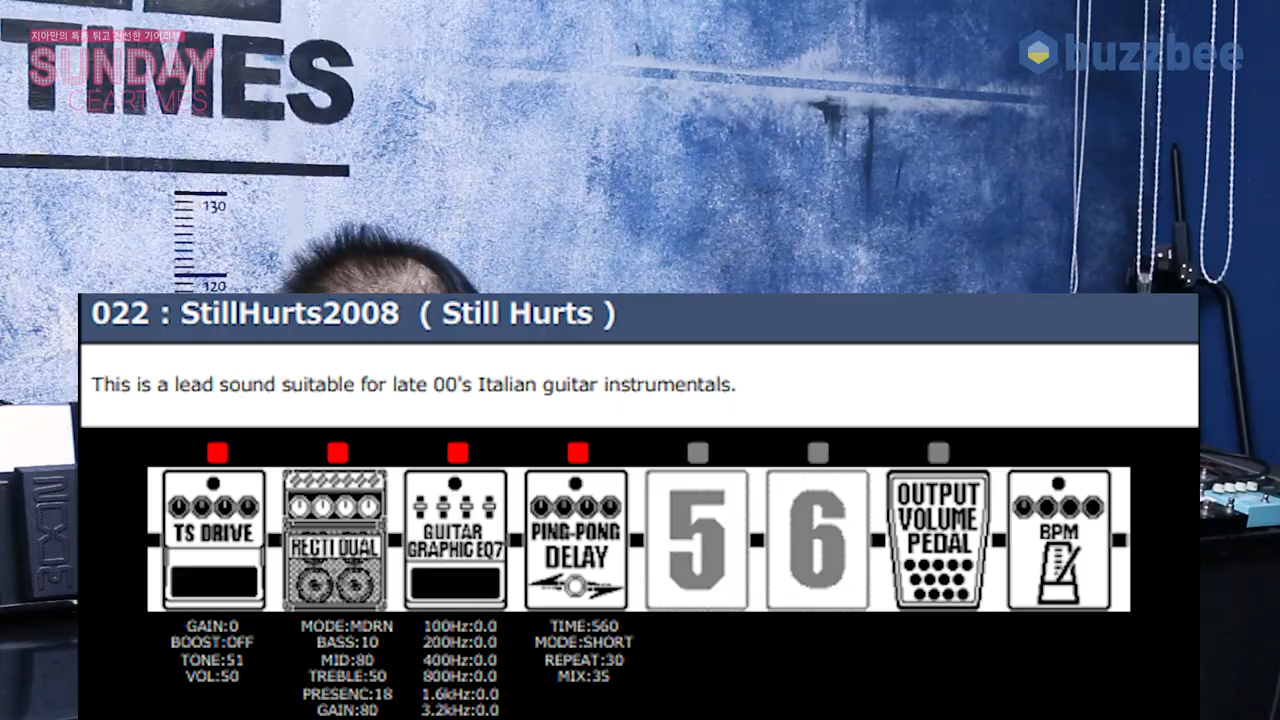 TIMES
지아만의 톡톡 튀고 신선한 기어리뷰
SUNDAY
GEARTIMES
buzzbee
130
120
022 : StillHurts2008 ( Still Hurts )
This is a lead sound suitable for late 00's Italian guitar instrumentals.
TS DRIVE
RECTI DUAL
GUITAR
GRAPHIC EQ7
PING-PONG
DELAY
5
6
OUTPUT
VOLUME
PEDAL
BPM
GAIN:0
BOOST:OFF
TONE:51
VOL:50
MODE:MDRN
BASS:10
MID:80
TREBLE:50
PRESENC:18
GAIN:80
100Hz:0.0
200Hz:0.0
400Hz:0.0
800Hz:0.0
1.6kHz:0.0
3.2kHz:0.0
TIME:560
MODE:SHORT
REPEAT:30
MIX:35